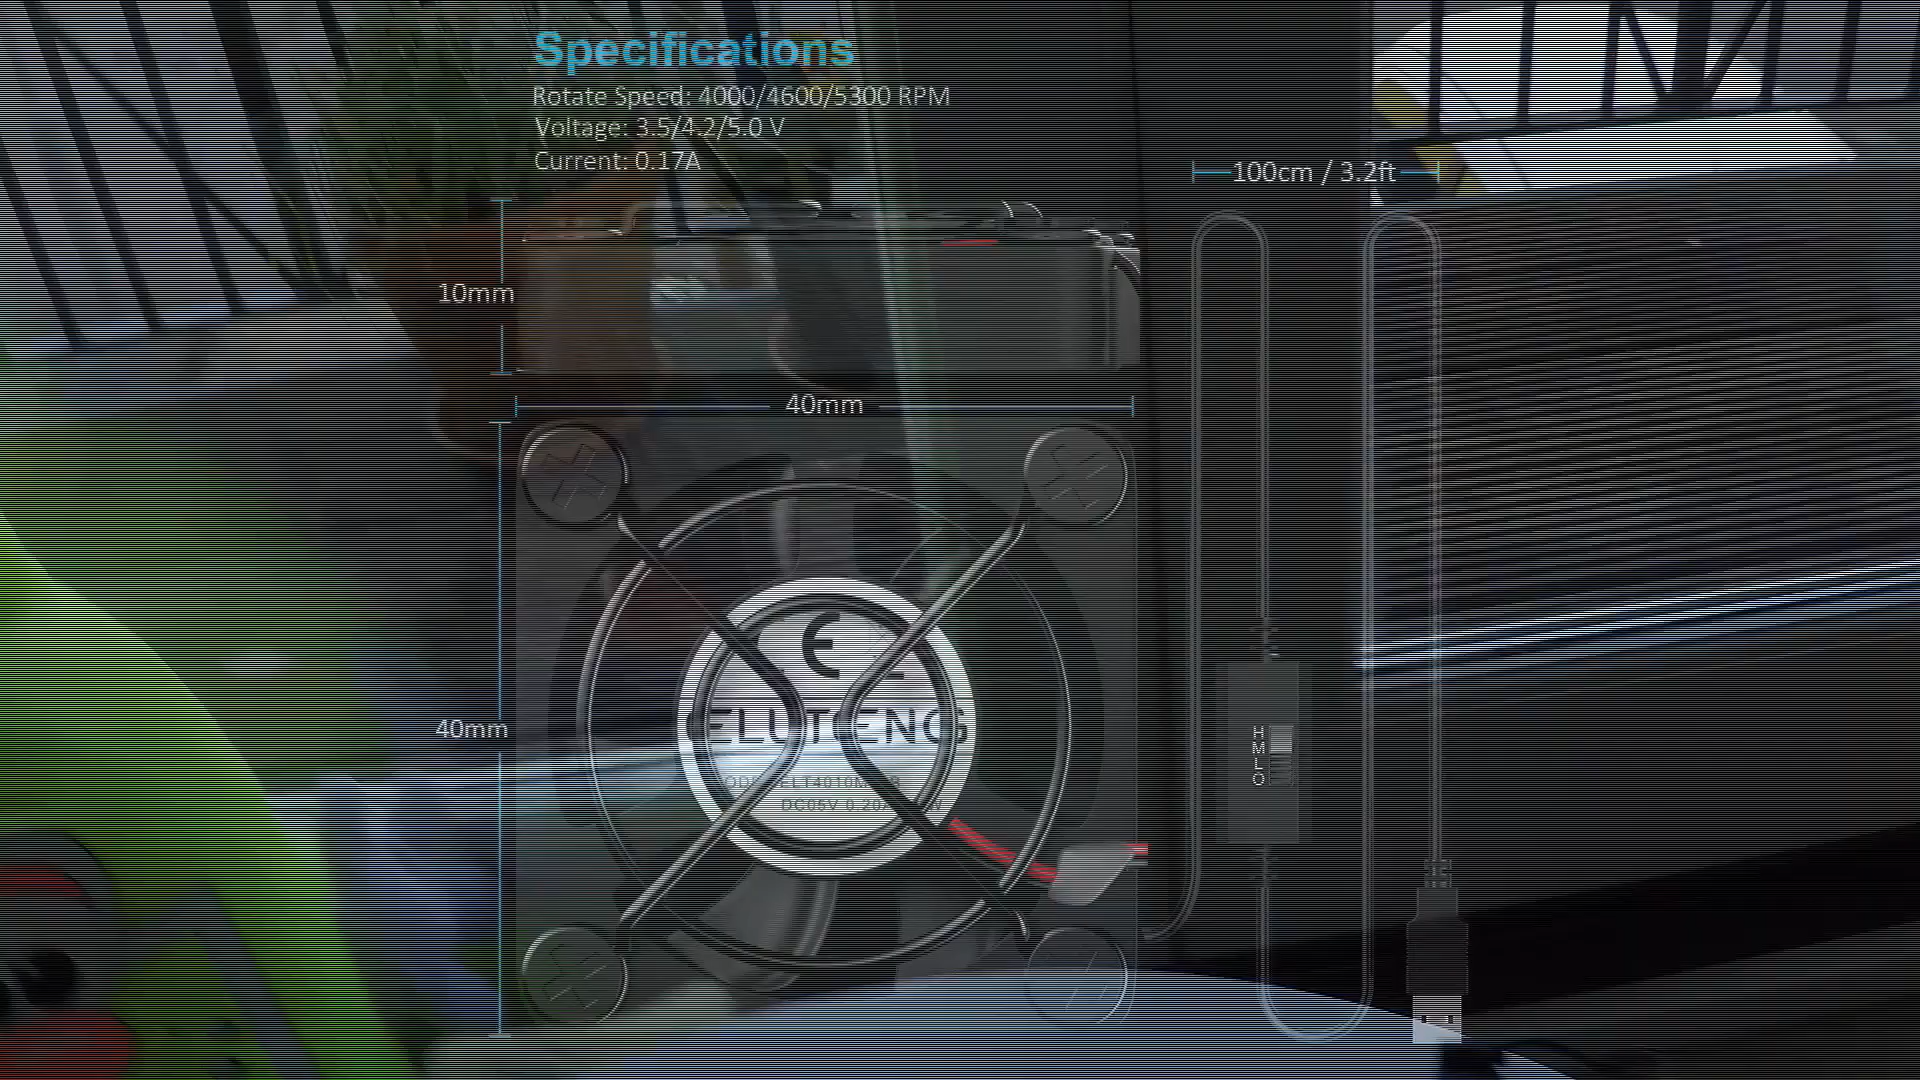 Specifications
Rotate Speed: 4000/4600/5300 RPM
Voltage: 3.5/4.2/5.0 V
Current: 0.17A
100cm / 3.2ft
10mm
40mm
40mm
ELUTENG
DC05V
H
M
L
O